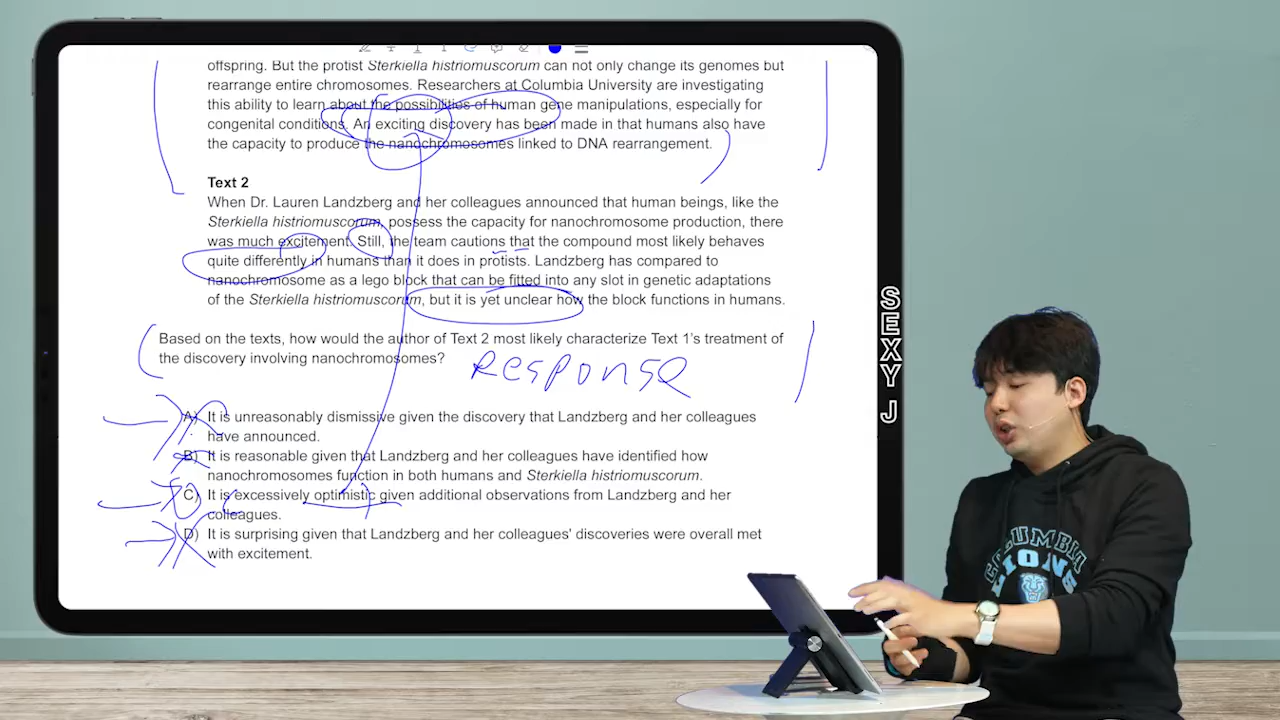 offspring. But the protist Sterkiella histriomuscorum can not only change its genomes but
rearrange entire chromosomes. Researchers at Columbia University are investigating
this ability to learn about the possibilities of human gene manipulations, especially for
congenital conditions. An exciting discovery has been made in that humans also have
the capacity to produce the nanochromosomes linked to DNA rearrangement.
Text 2
When Dr. Lauren Landzberg and her colleagues announced that human beings, like the
Sterkiella histriomuscorum, possess the capacity for nanochromosome production, there
was much excitement. Still, the team cautions that the compound most likely behaves
quite differently in humans than it does in protists. Landzberg has compared to
nanochromosome as a lego block that can be fitted into any slot in genetic adaptations
of the Sterkiella histriomuscorum, but it is yet unclear how the block functions in humans.
Based on the texts, how would the author of Text 2 most likely characterize Text 1's treatment of
the discovery involving nanochromosomes?
Response
A) It is unreasonably dismissive given the discovery that Landzberg and her colleagues
have announced.
B) It is reasonable given that Landzberg and her colleagues have identified how
nanochromosomes function in both humans and Sterkiella histriomuscorum.
C) It is excessively optimistic given additional observations from Landzberg and her
colleagues.
D) It is surprising given that Landzberg and her colleagues' discoveries were overall met
with excitement.
SEXY J
COLUMBIA
LIONS